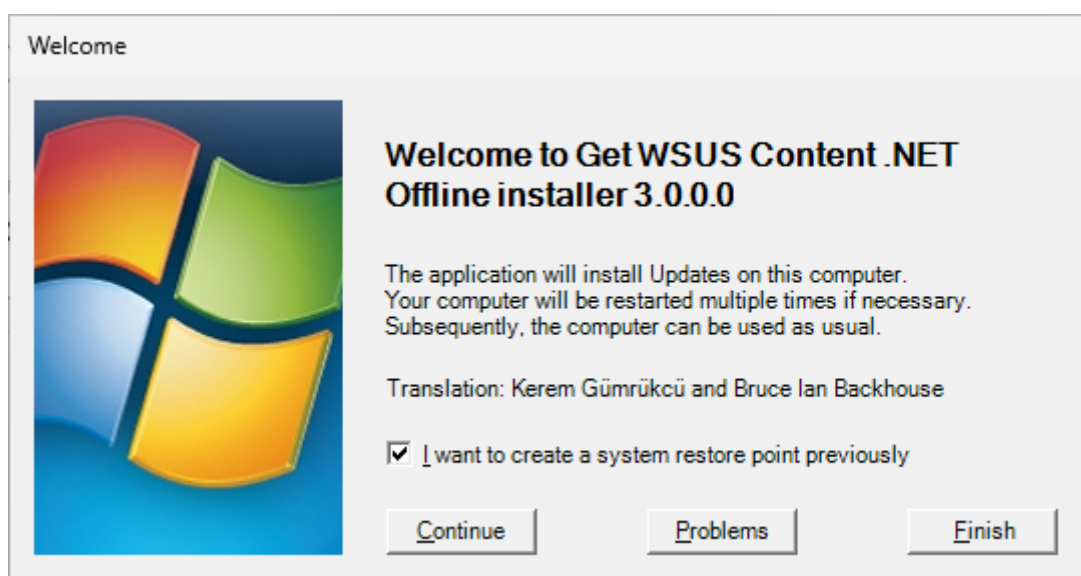 Welcome
Welcome to Get WSUS Content .NET
Offline installer 3.0.0.0
The application will install Updates on this computer.
Your computer will be restarted multiple times if necessary.
Subsequently, the computer can be used as usual.
Translation: Kerem Gümrükcü and Bruce Ian Backhouse
I want to create a system restore point previously
Continue Problems Finish